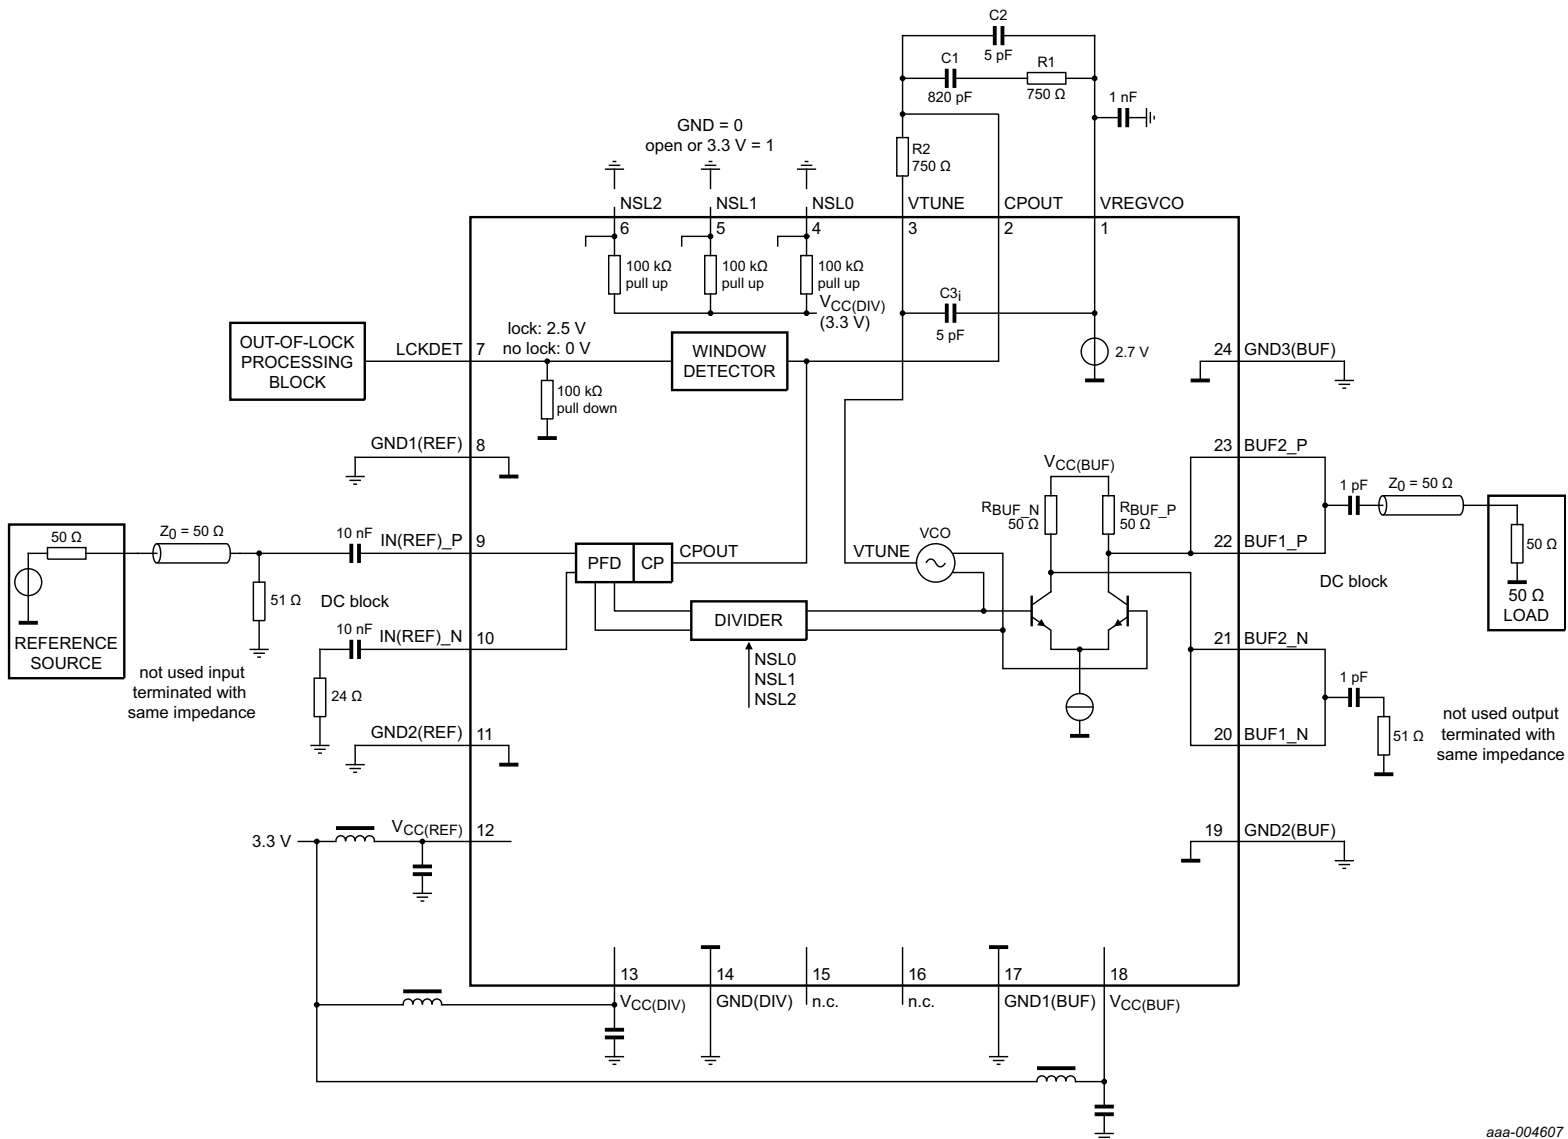 C2
5 pF
C1
820 pF
R1
750 Ω
1 nF
GND = 0
open or 3.3 V = 1
R2
750 Ω
NSL2
NSL1
NSL0
VTUNE
CPOUT
VREGVCO
6
5
4
3
2
1
100 kΩ
pull up
100 kΩ
pull up
100 kΩ
pull up
VCC(DIV)
(3.3 V)
C3i
5 pF
2.7 V
OUT-OF-LOCK
PROCESSING
BLOCK
LCKDET
7
lock: 2.5 V
no lock: 0 V
WINDOW
DETECTOR
100 kΩ
pull down
24
GND3(BUF)
GND1(REF)
8
23
BUF2_P
VCC(BUF)
RBUF_N
50 Ω
RBUF_P
50 Ω
1 pF
Z0 = 50 Ω
50 Ω
50 Ω
LOAD
DC block
22
BUF1_P
50 Ω
REFERENCE
SOURCE
Z0 = 50 Ω
51 Ω
10 nF
IN(REF)_P
9
DC block
PFD
CP
CPOUT
VTUNE
VCO
10 nF
IN(REF)_N
10
DIVIDER
NSL0
NSL1
NSL2
not used input
terminated with
same impedance
24 Ω
21
BUF2_N
1 pF
51 Ω
not used output
terminated with
same impedance
20
BUF1_N
GND2(REF)
11
3.3 V
VCC(REF)
12
19
GND2(BUF)
13
14
15
16
17
18
VCC(DIV)
GND(DIV)
n.c.
n.c.
GND1(BUF)
VCC(BUF)
aaa-004607